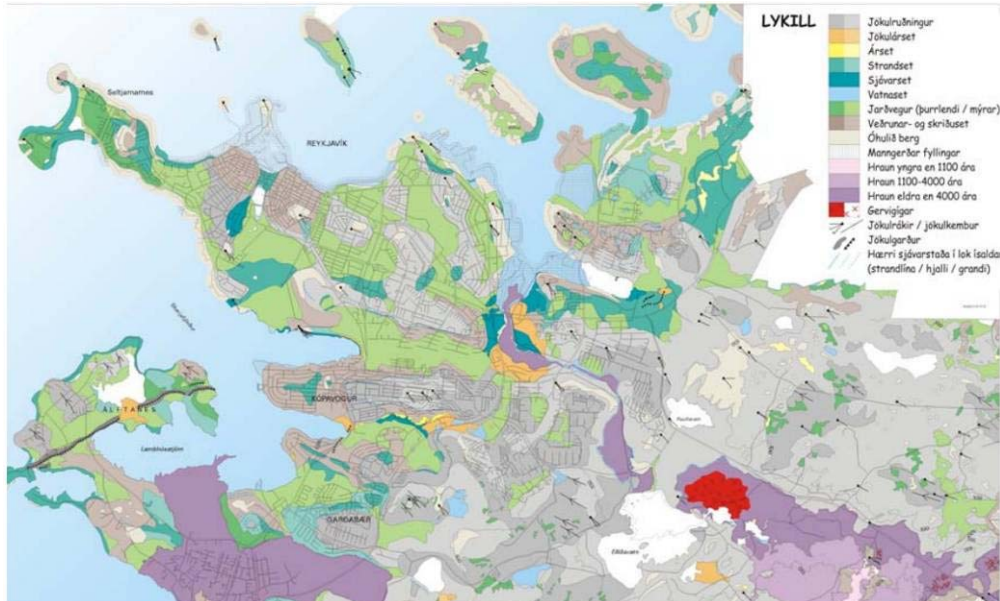 LYKILL
Jökulruðningur
Jökulárset
Árset
Strandset
Sjávarset
Vatnaset
Jarðvegur (þurrlendi / mýrar)
Veðrunar- og skriðuset
Óhulið berg
Manngerðar fyllingar
Hraun yngra en 1100 ára
Hraun 1100-4000 ára
Hraun eldra en 4000 ára
Gervigígar
Jökulrákir / jökulkembur
Jökulgarður
Hærri sjávarstaða í lok ísalda
(strandlína / hjalli / grandi)
Seltjarnarnes
REYKJAVÍK
KÓPAVOGUR
ÁLFTANES
GARÐABÆR